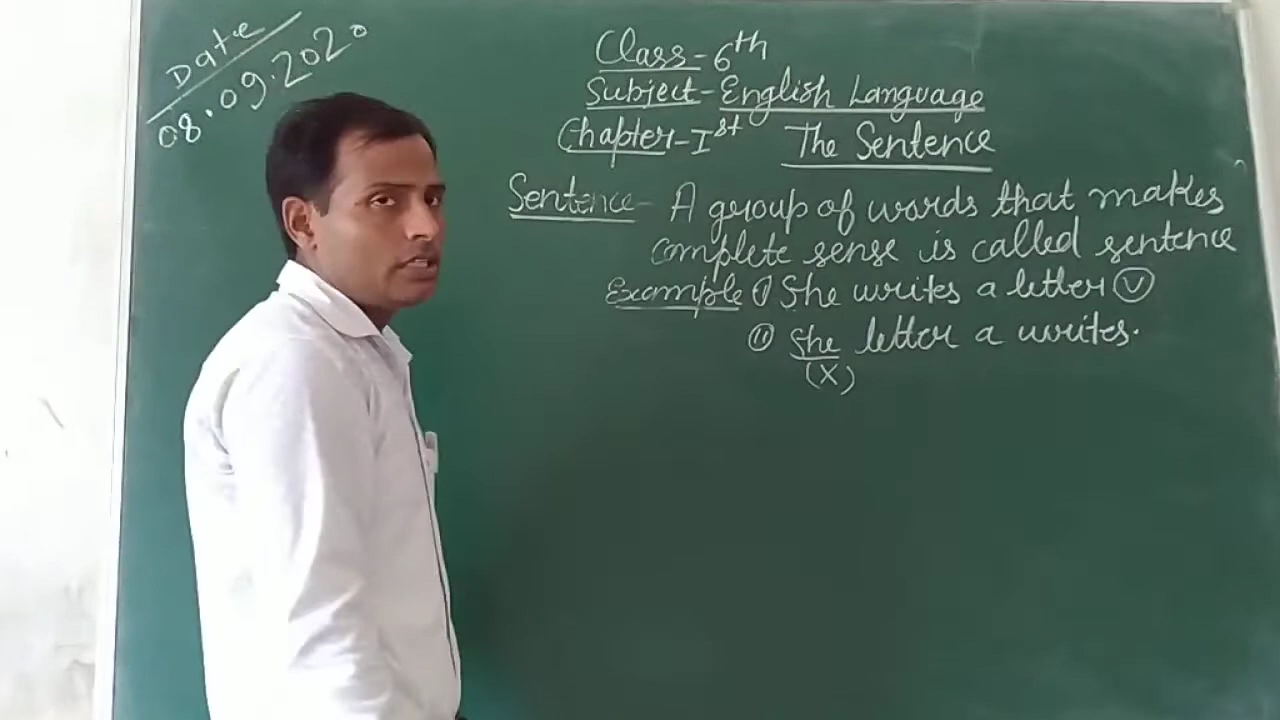 Date
08.09.2020
Class-6th
Subject-English Language
Chapter-Ist The Sentence
Sentence- A group of words that makes
complete sense is called sentence
Example (i) She writes a letter (✓)
(ii) She letter a writes.
(X)